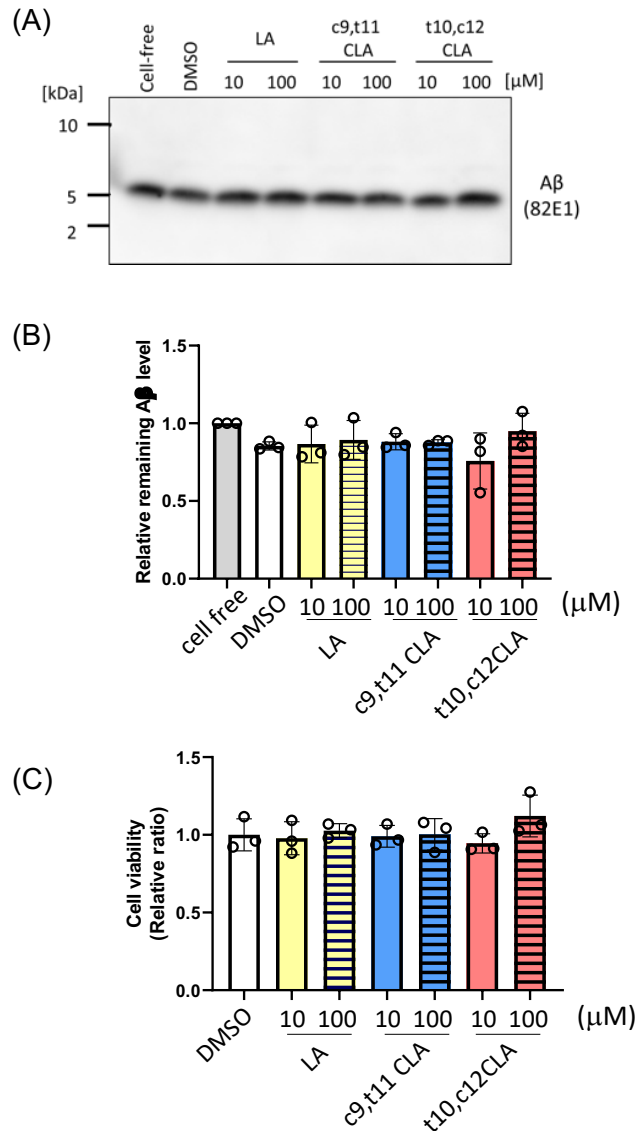 (A)
Cell-free
DMSO
LA
c9,t11
CLA
t10,c12
CLA
10 100 10 100 10 100 [μM]
[kDa]
10
5
2
Aβ
(82E1)
(B)
Relative remaining Aβ level
1.5
1.0
0.5
0.0
cell free
DMSO
10 100 10 100 10 100 (μM)
LA
c9,t11 CLA
t10,c12CLA
(C)
Cell viability
(Relative ratio)
1.5
1.0
0.5
0.0
DMSO
10 100 10 100 10 100 (μM)
LA
c9,t11 CLA
t10,c12CLA